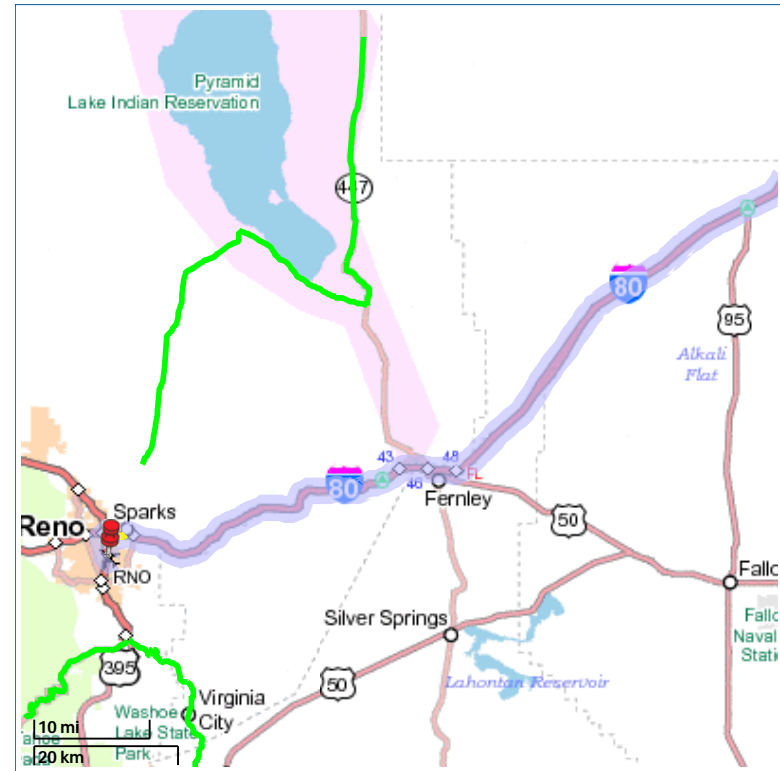 Pyramid
Lake Indian Reservation
447
80
95
Alkali
Flat
43
48
FL
80
46
Fernley
50
Sparks
Reno
RNO
Fallo
Silver Springs
Fallo
Naval
Statio
395
50
Lahontan Reservoir
Virginia
City
Washoe
Lake State
Park
10 mi
20 km